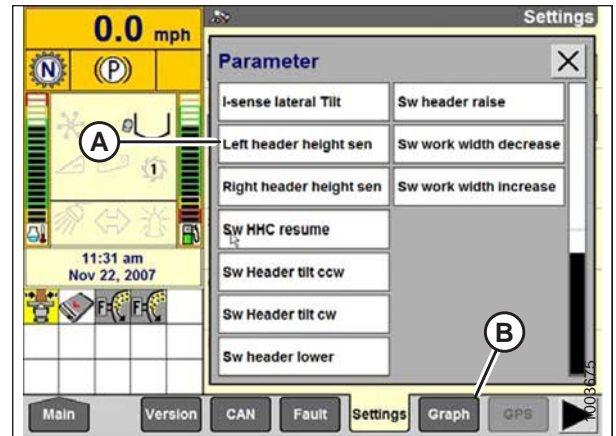 0.0 mph
Settings
N
(P)
Parameter
I-sense lateral Tilt
Sw header raise
A
Left header height sen
Sw work width decrease
1
Right header height sen
Sw work width increase
Sw HHC resume
11:31 am
Nov 22, 2007
Sw Header tilt ccw
F
F
Sw Header tilt cw
B
Sw header lower
Main
Version
CAN
Fault
Settings
Graph
GPS
1003675